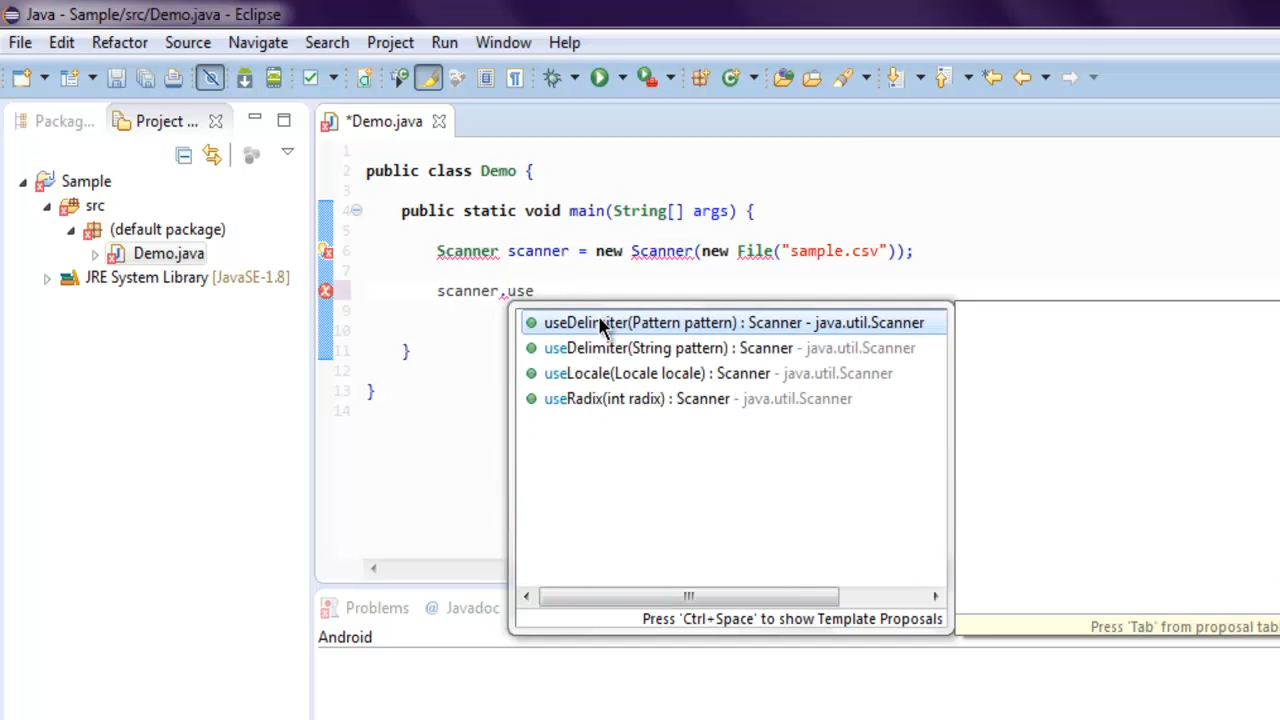 Java - Sample/src/Demo.java - Eclipse
File Edit Refactor Source Navigate Search Project Run Window Help
Packag... Project ...
Sample
src
(default package)
Demo.java
JRE System Library [JavaSE-1.8]
*Demo.java
1
2 public class Demo {
3
4 public static void main(String[] args) {
5
6 Scanner scanner = new Scanner(new File("sample.csv"));
7
scanner.use
9
10
11 }
12
13 }
14
useDelimiter(Pattern pattern) : Scanner - java.util.Scanner
useDelimiter(String pattern) : Scanner - java.util.Scanner
useLocale(Locale locale) : Scanner - java.util.Scanner
useRadix(int radix) : Scanner - java.util.Scanner
Press 'Ctrl+Space' to show Template Proposals
Press 'Tab' from proposal tab
Problems @ Javadoc
Android